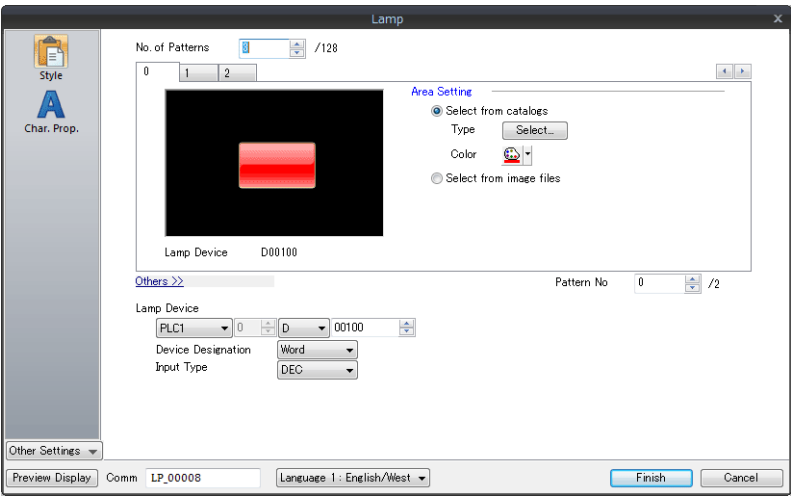 Lamp x
No. of Patterns 3 /128
Style
0 1 2
Area Setting
Select from catalogs
Type Select...
Color
Select from image files
Char. Prop.
Lamp Device D00100
Others >>
Pattern No 0 /2
Lamp Device
PLC1 0 D 00100
Device Designation Word
Input Type DEC
Other Settings
Preview Display Comm LP_00008 Language 1 : English/West Finish Cancel